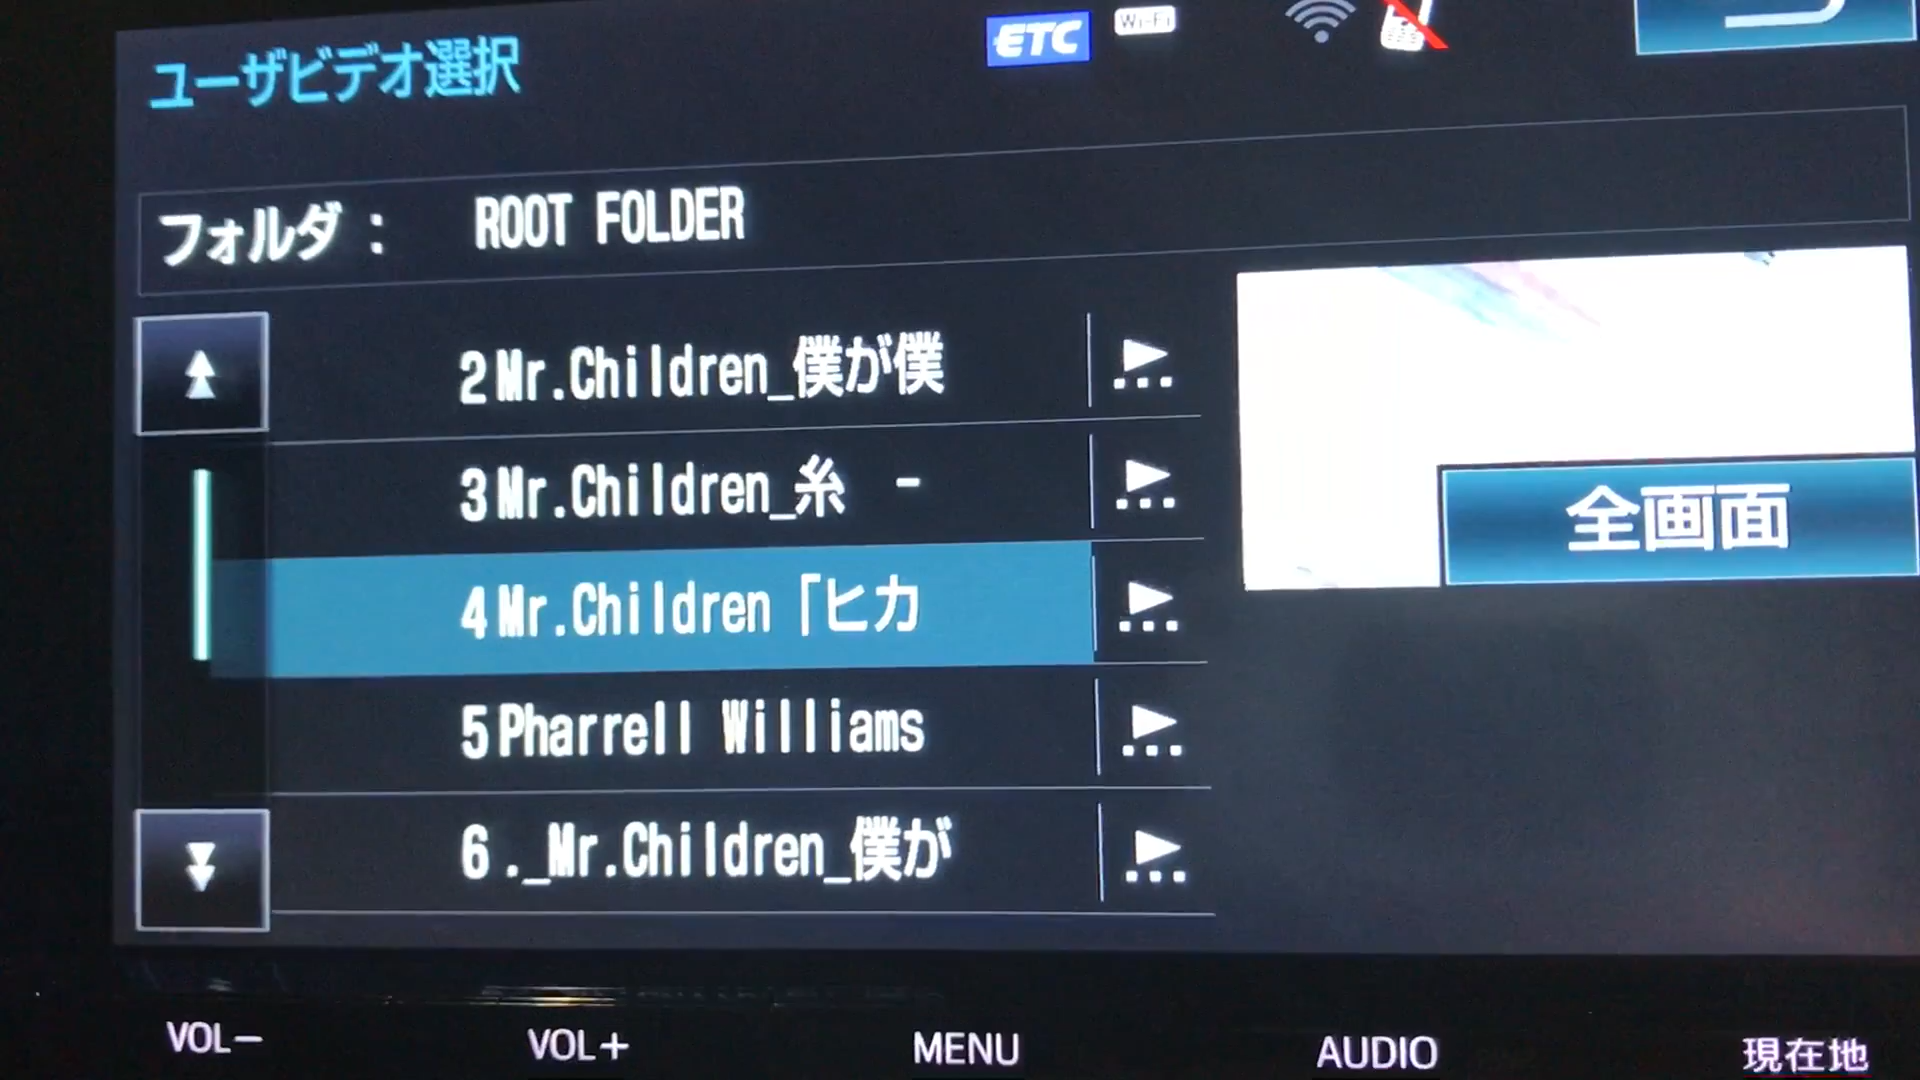 ユーザビデオ選択
ETC
Wi-Fi
フォルダ： ROOT FOLDER
2 Mr.Children_僕が僕
3 Mr.Children_糸 -
4 Mr.Children「ヒカ
全画面
5 Pharrell Williams
6 ._Mr.Children_僕が
VOL－ VOL＋ MENU AUDIO 現在地